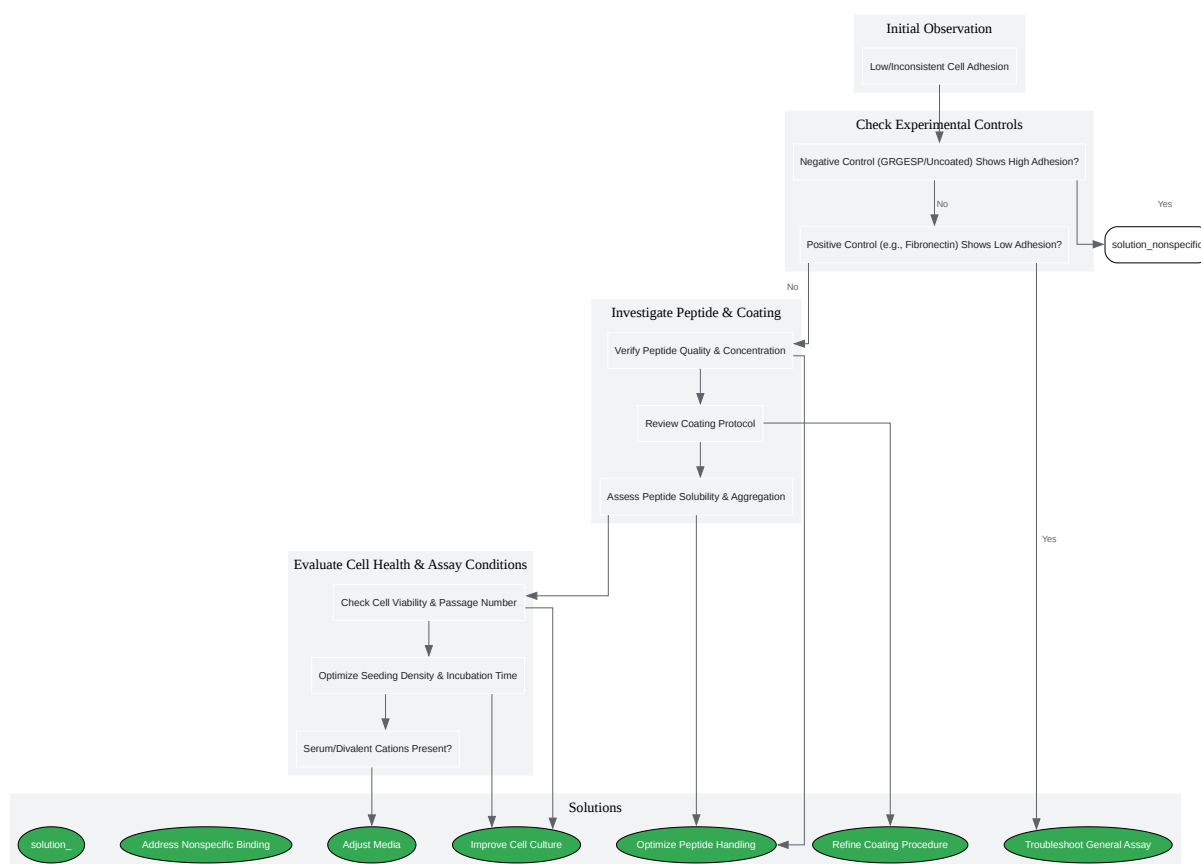 Initial Observation
Low/Inconsistent Cell Adhesion
Check Experimental Controls
Negative Control (GRGESP/Uncoated) Shows High Adhesion?
No
Yes
Positive Control (e.g., Fibronectin) Shows Low Adhesion?
solution_nonspecific
No
Investigate Peptide & Coating
Verify Peptide Quality & Concentration
Review Coating Protocol
Assess Peptide Solubility & Aggregation
Yes
Evaluate Cell Health & Assay Conditions
Check Cell Viability & Passage Number
Optimize Seeding Density & Incubation Time
Serum/Divalent Cations Present?
Solutions
solution_
Address Nonspecific Binding
Adjust Media
Improve Cell Culture
Optimize Peptide Handling
Refine Coating Procedure
Troubleshoot General Assay